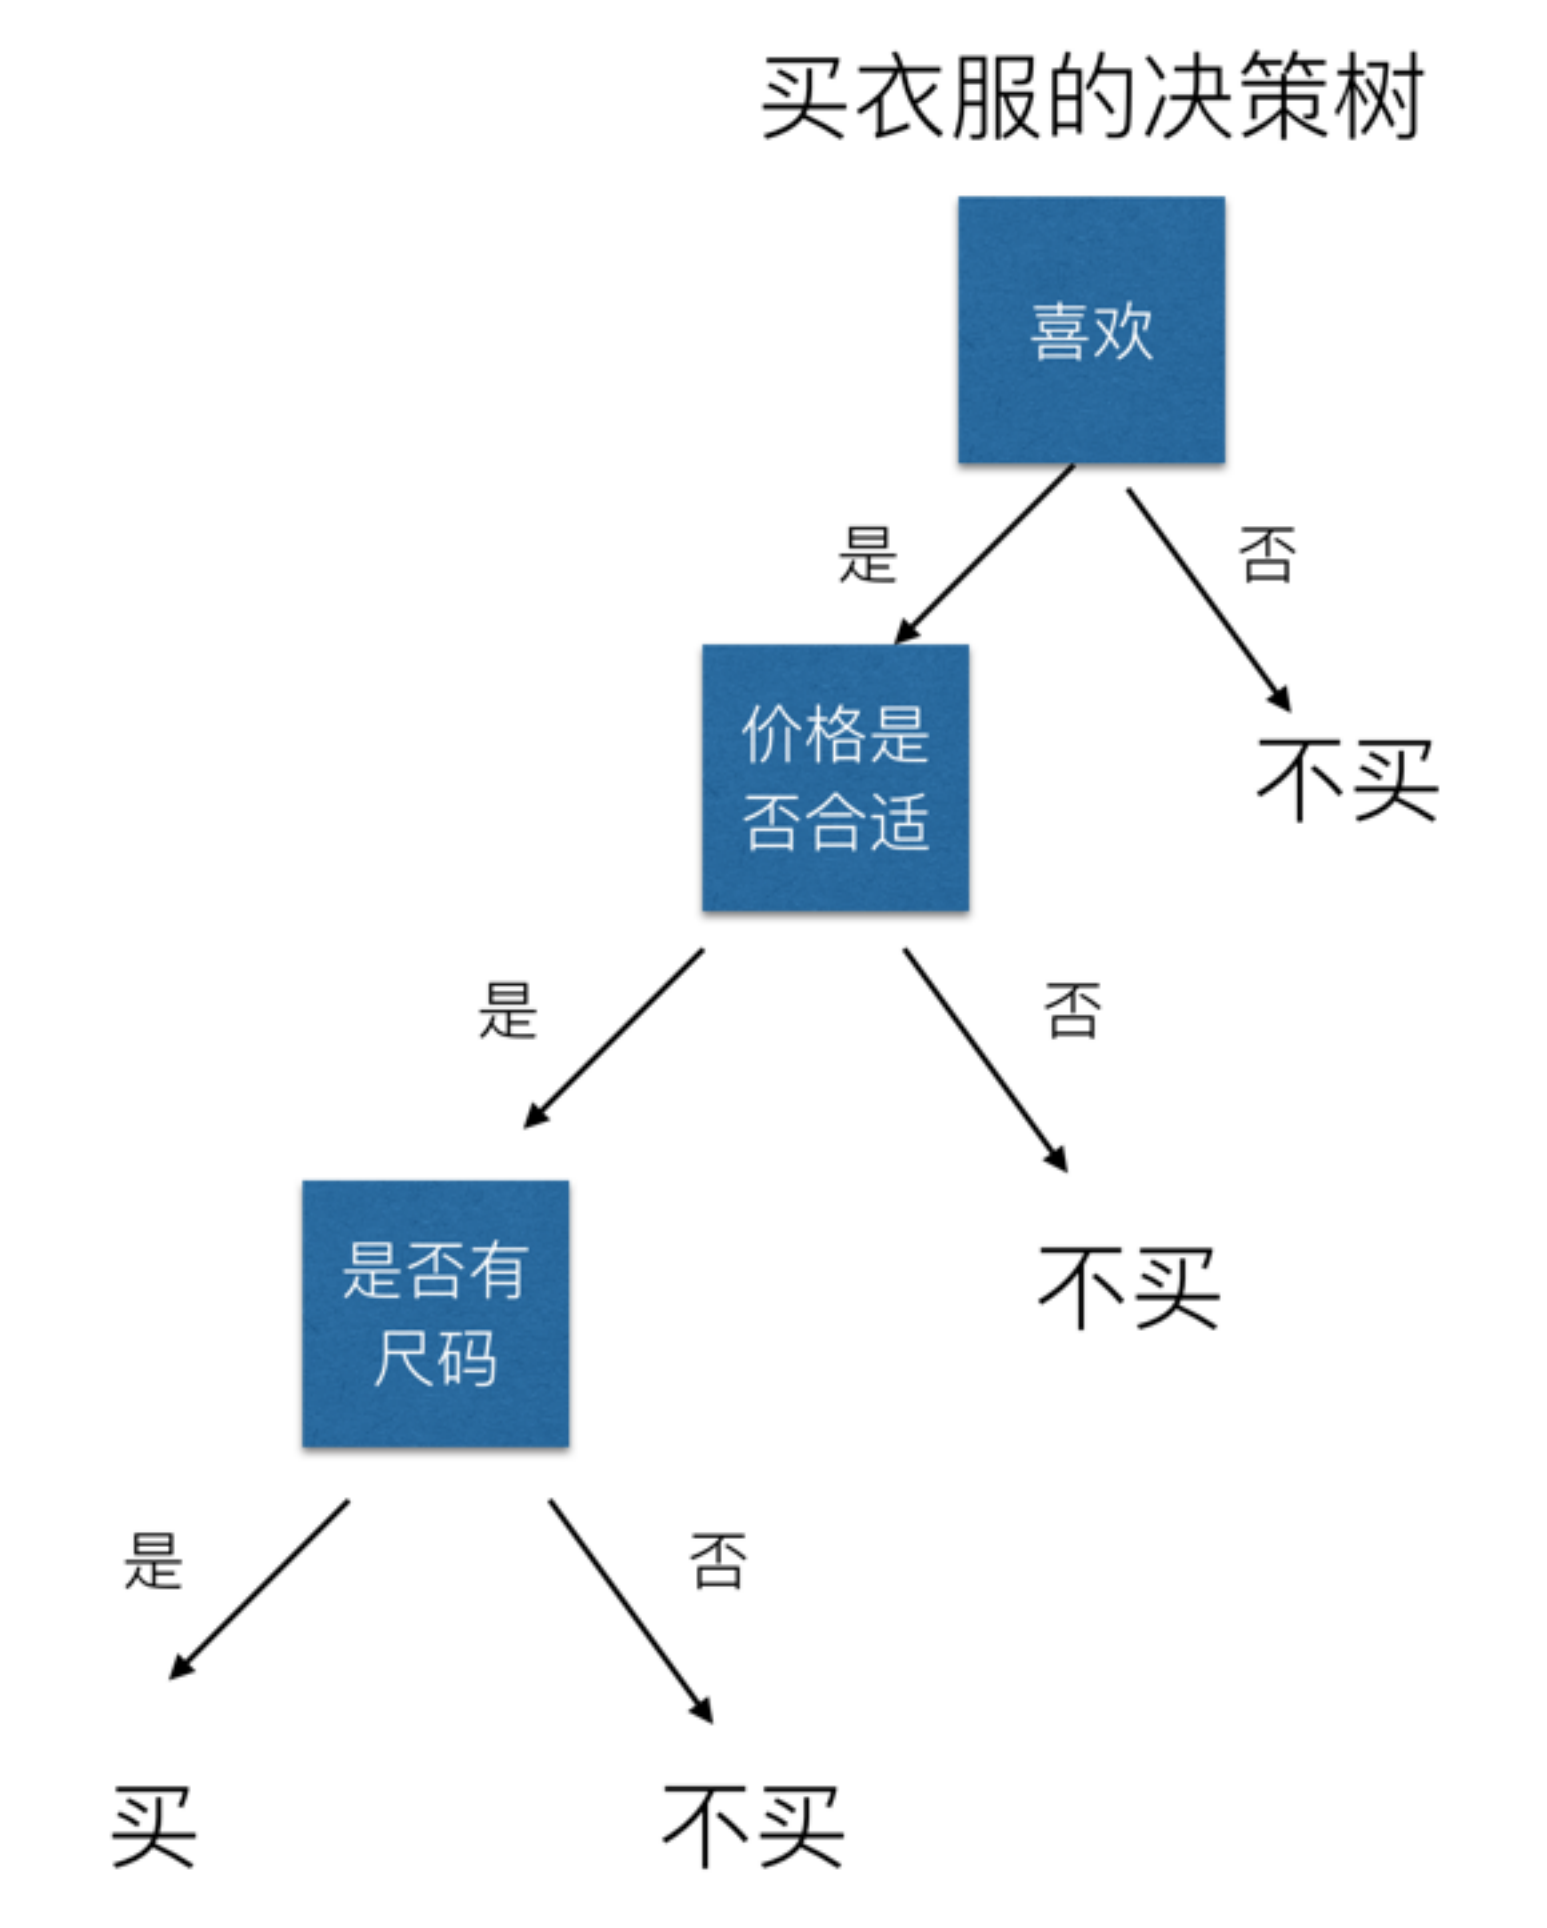 买衣服的决策树
喜欢
是
否
价格是
否合适
不买
是
否
是否有
尺码
不买
是
否
买
不买